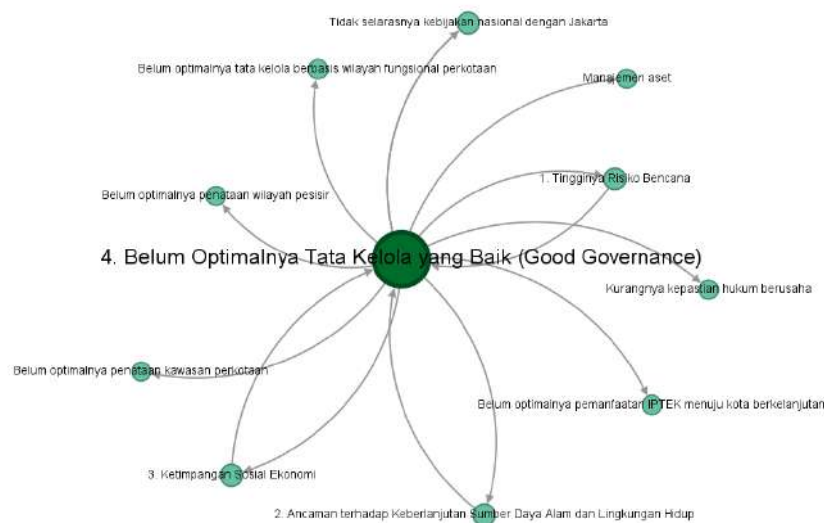 Tidak selarasnya kebijakan nasional dengan Jakarta
Belum optimalnya tata kelola berbasis wilayah fungsional perkotaan
Manajemen aset
1. Tingginya Risiko Bencana
Belum optimalnya penataan wilayah pesisir
4. Belum Optimalnya Tata Kelola yang Baik (Good Governance)
Kurangnya kepastian hukum berusaha
Belum optimalnya penataan kawasan perkotaan
Belum optimalnya pemanfaatan IPTEK menuju kota berkelanjutan
3. Ketimpangan Sosial Ekonomi
2. Ancaman terhadap Keberlanjutan Sumber Daya Alam dan Lingkungan Hidup